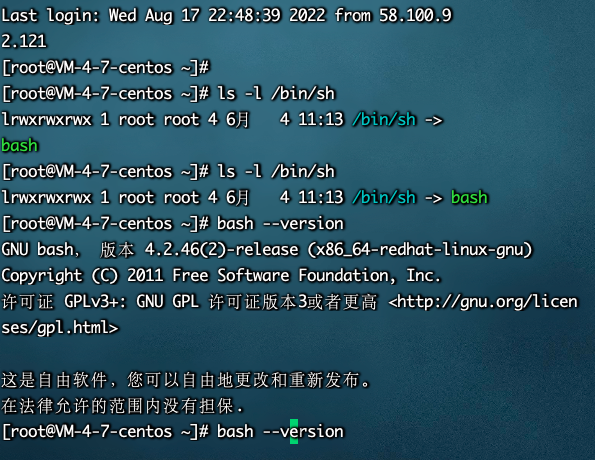 Last login: Wed Aug 17 22:48:39 2022 from 58.100.9
2.121
[root@VM-4-7-centos ~]#
[root@VM-4-7-centos ~]# ls -l /bin/sh
lrwxrwxrwx 1 root root 4 6月   4 11:13 /bin/sh ->
bash
[root@VM-4-7-centos ~]# ls -l /bin/sh
lrwxrwxrwx 1 root root 4 6月   4 11:13 /bin/sh -> bash
[root@VM-4-7-centos ~]# bash --version
GNU bash, 版本 4.2.46(2)-release (x86_64-redhat-linux-gnu)
Copyright (C) 2011 Free Software Foundation, Inc.
许可证 GPLv3+: GNU GPL 许可证版本3或者更高 <http://gnu.org/licen
ses/gpl.html>
这是自由软件，您可以自由地更改和重新发布。
在法律允许的范围内没有担保.
[root@VM-4-7-centos ~]# bash --version